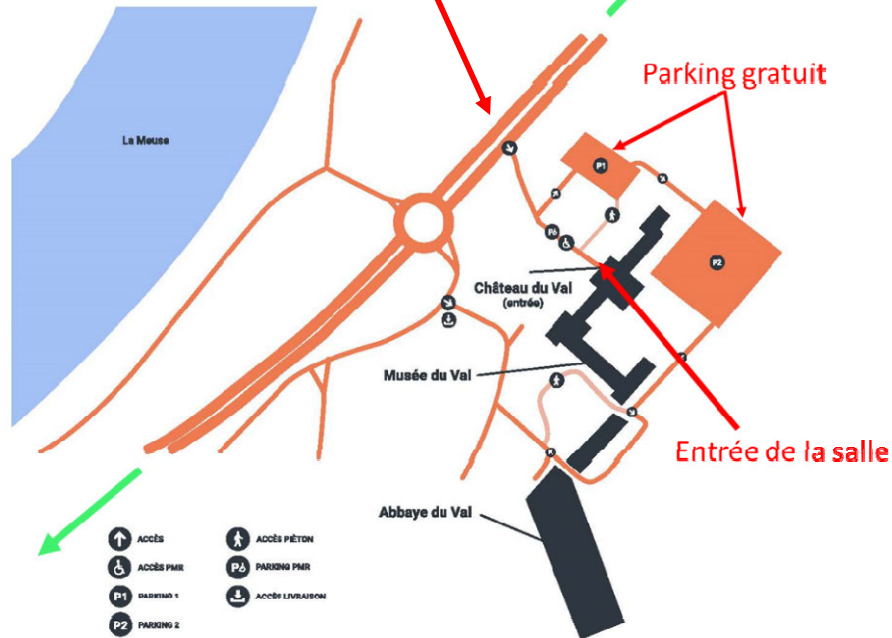 Parking gratuit
La Meuse
P1
P2
Château du Val
(entrée)
Musée du Val
Entrée de la salle
Abbaye du Val
ACCÈS
ACCÈS PMR
P1 PARKING 1
P2 PARKING 2
ACCÈS PIÉTON
P PARKING PMR
ACCÈS LIVRAISON